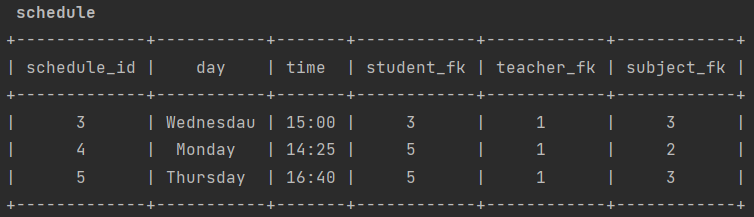 schedule
+-------------+-----------+-------+------------+------------+------------+
| schedule_id |    day    | time  | student_fk | teacher_fk | subject_fk |
+-------------+-----------+-------+------------+------------+------------+
|      3      | Wednesdau | 15:00 |     3      |     1      |     3      |
|      4      |  Monday   | 14:25 |     5      |     1      |     2      |
|      5      | Thursday  | 16:40 |     5      |     1      |     3      |
+-------------+-----------+-------+------------+------------+------------+